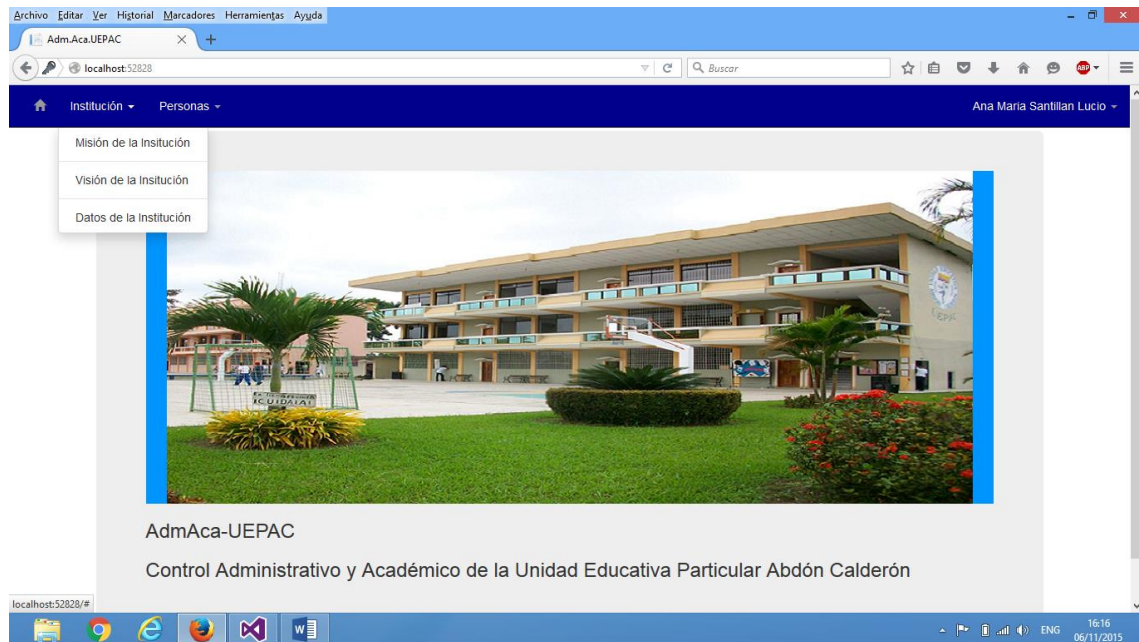 Archivo Editar Ver Historial Marcadores Herramientas Ayuda
Adm.Aca.UEPAC
localhost:52828
Buscar
ABP
Institución Personas Ana Maria Santillan Lucio
Misión de la Insitución
Visión de la Insitución
Datos de la Institución
UEPAC
AdmAca-UEPAC
Control Administrativo y Académico de la Unidad Educativa Particular Abdón Calderón
localhost:52828/#
ENG
16:16
06/11/2015